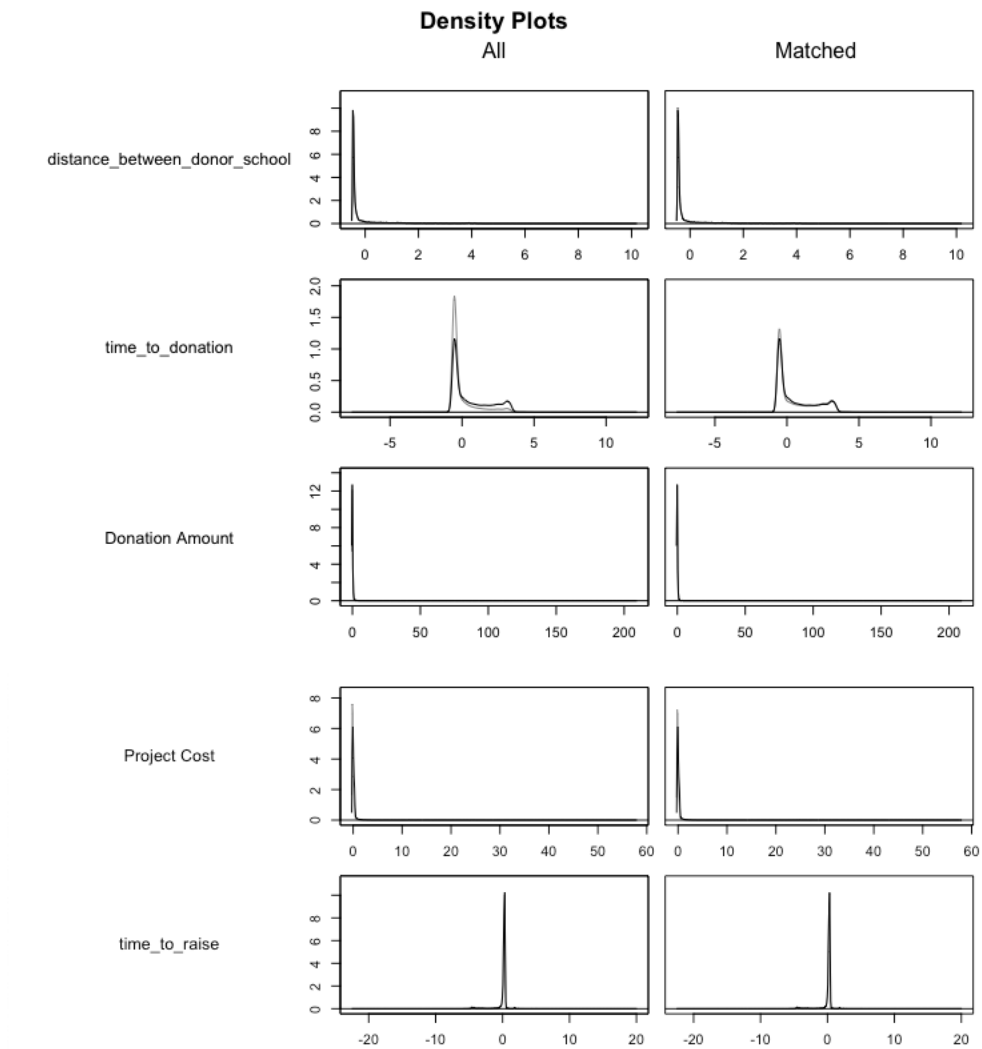 Density Plots
All Matched
distance_between_donor_school
0 2 4 6 8
0 2 4 6 8 10
0 2 4 6 8 10
time_to_donation
0.0 0.5 1.0 1.5 2.0
-5 0 5 10
-5 0 5 10
Donation Amount
0 4 8 12
0 50 100 150 200
0 50 100 150 200
Project Cost
0 2 4 6 8
0 10 20 30 40 50 60
0 10 20 30 40 50 60
time_to_raise
0 2 4 6 8
-20 -10 0 10 20
-20 -10 0 10 20